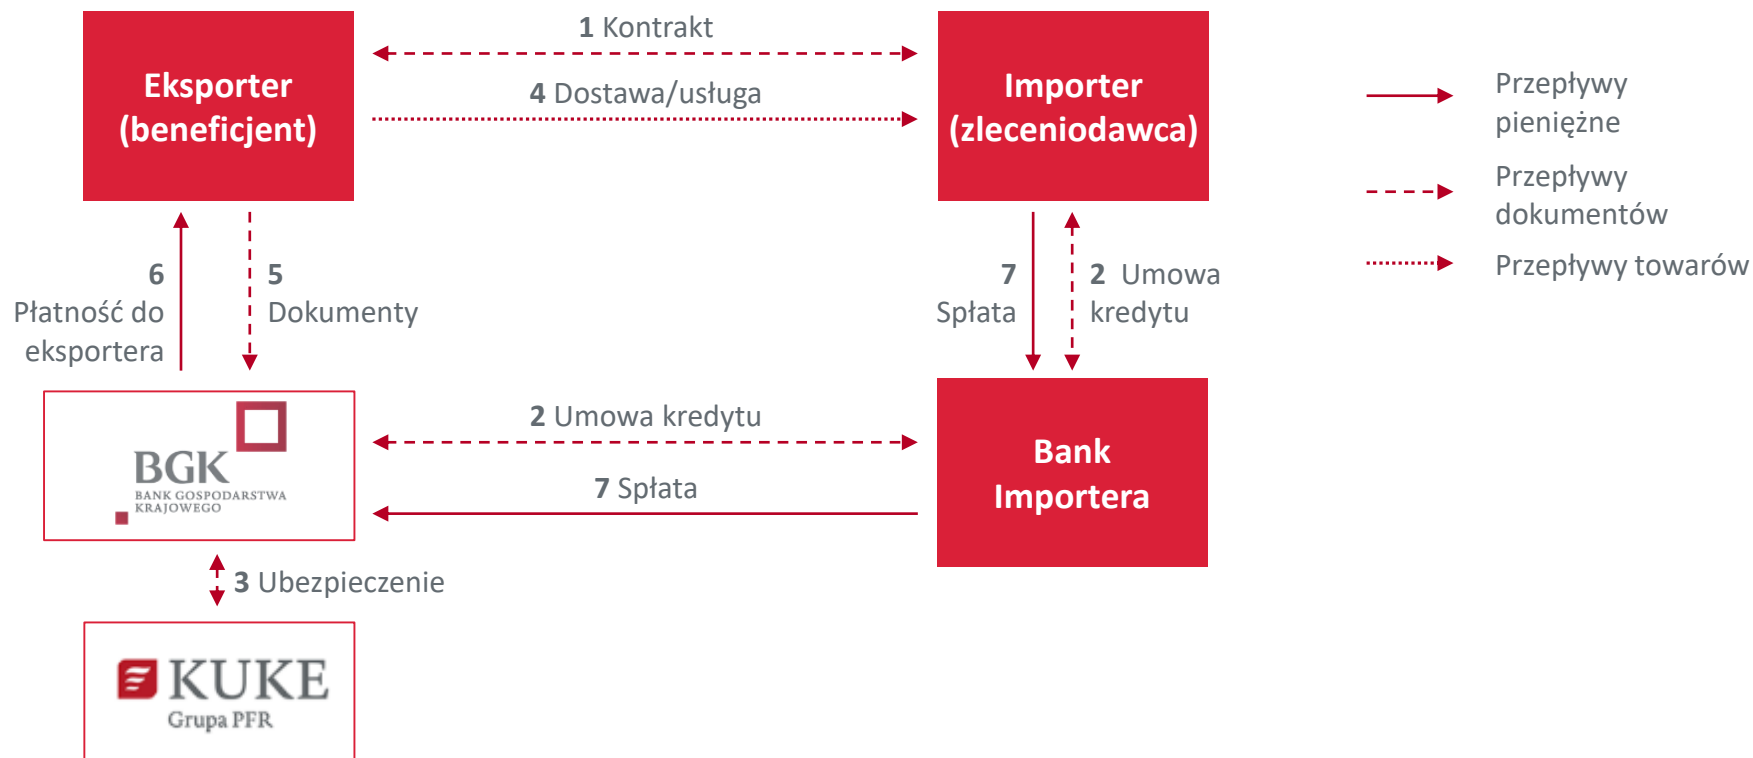 1 Kontrakt
Eksporter
(beneficjent)
4 Dostawa/usługa
Importer
(zleceniodawca)
Przepływy
pieniężne
Przepływy
dokumentów
Przepływy towarów
6
Płatność do
eksportera
5
Dokumenty
7
Spłata
2 Umowa
kredytu
BGK
BANK GOSPODARSTWA
KRAJOWEGO
2 Umowa kredytu
7 Spłata
Bank
Importera
3 Ubezpieczenie
KUKE
Grupa PFR